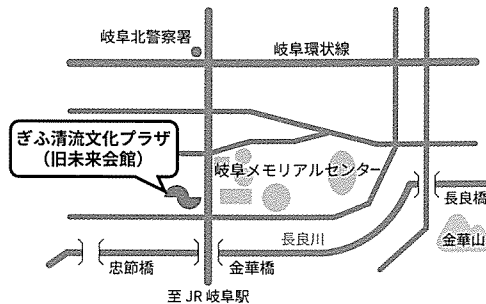 岐阜北警察署
岐阜環状線
ぎふ清流文化プラザ
（旧未来会館）
岐阜メモリアルセンター
長良橋
長良川
金華山
忠節橋
金華橋
至 JR 岐阜駅